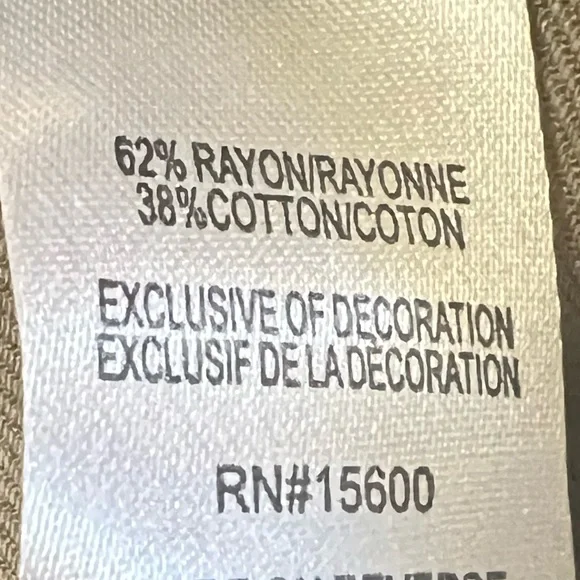 62% RAYON/RAYONNE
38%COTTON/COTON
EXCLUSIVE OF DECORATION
EXCLUSIF DE LA DÉCORATION
RN#15600